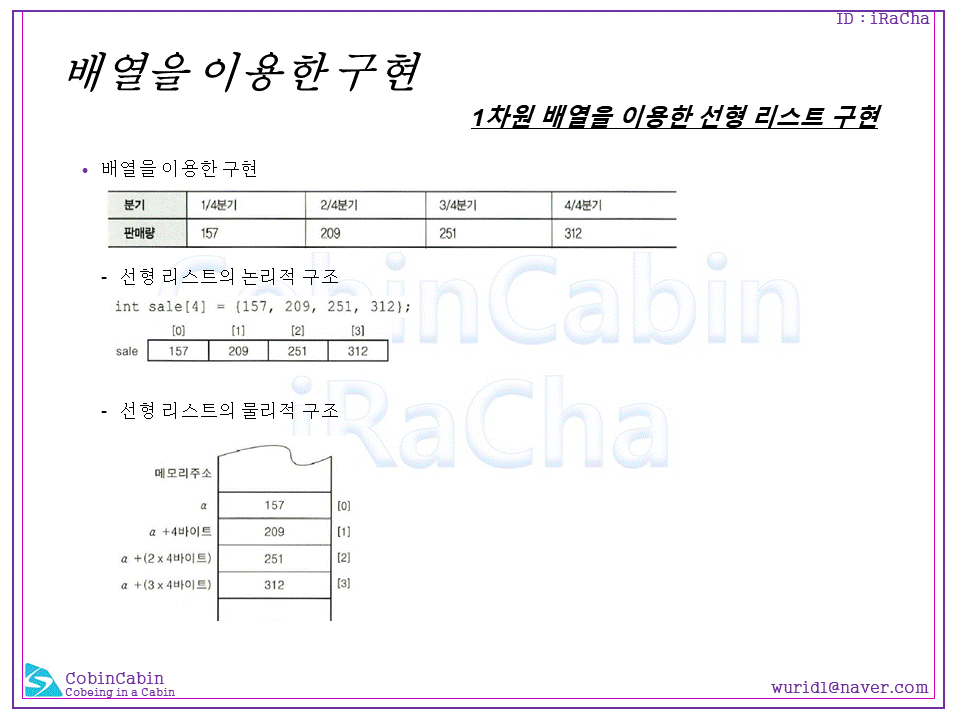 ID : iRaCha
배열을 이용한 구현
1차원 배열을 이용한 선형 리스트 구현
• 배열을 이용한 구현
분기 1/4분기 2/4분기 3/4분기 4/4분기
판매량 157 209 251 312
- 선형 리스트의 논리적 구조
int sale[4] = {157, 209, 251, 312};
[0] [1] [2] [3]
sale 157 209 251 312
CobinCabin
iRaCha
- 선형 리스트의 물리적 구조
메모리주소
α 157 [0]
α +4바이트 209 [1]
α +(2 x 4바이트) 251 [2]
α +(3 x 4바이트) 312 [3]
CobinCabin
Cobeing in a Cabin
wurid1@naver.com